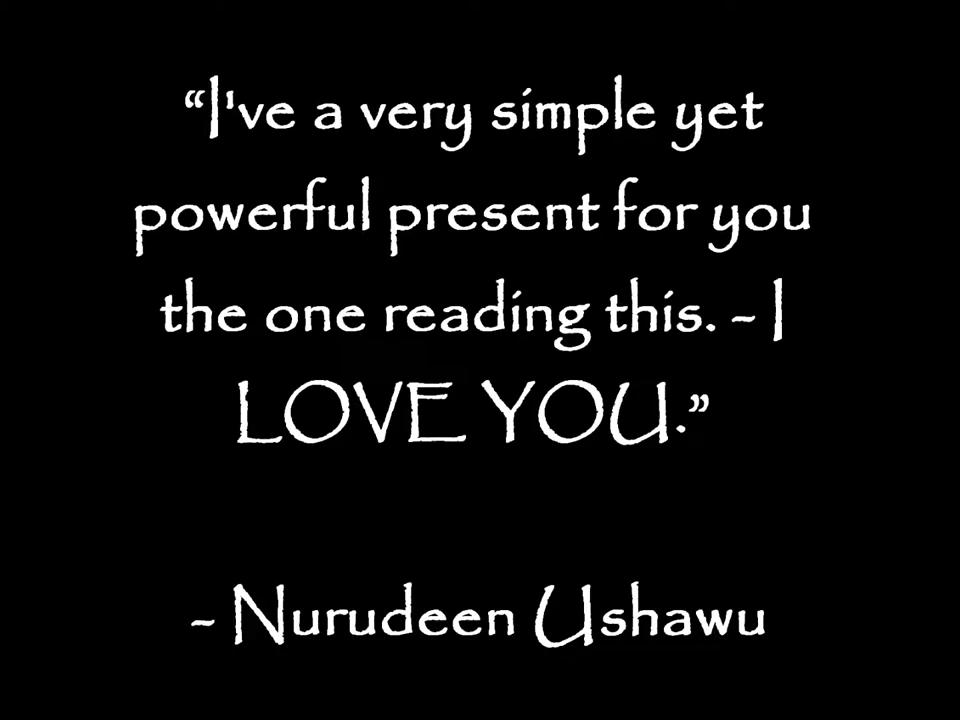 “I've a very simple yet
powerful present for you
the one reading this. - I
LOVE YOU.”
- Nurudeen Ushawu